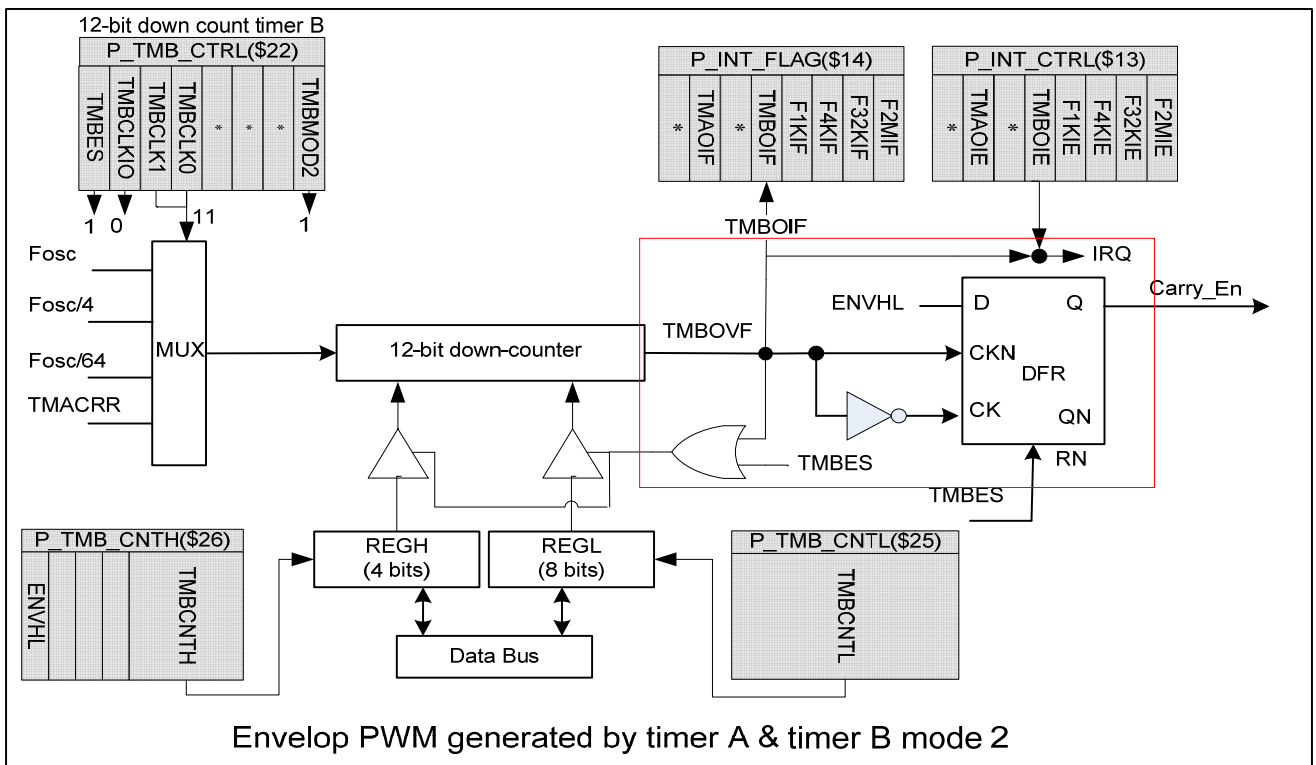 12-bit down count timer B
P_TMB_CTRL($22)
TMBES
TMBCLKIO
TMBCLK1
TMBCLK0
*
*
*
TMBMOD2
1
0
11
1
P_INT_FLAG($14)
*
TMAOIF
*
TMBOIF
F1KIF
F4KIF
F32KIF
F2MIF
P_INT_CTRL($13)
*
TMAOIE
*
TMBOIE
F1KIE
F4KIE
F32KIE
F2MIE
TMBOIF
IRQ
Fosc
Fosc/4
Fosc/64
TMACRR
MUX
12-bit down-counter
TMBOVF
ENVHL
D
Q
Carry_En
CKN
DFR
CK
QN
RN
TMBES
TMBES
P_TMB_CNTH($26)
ENVHL
TMBCNTH
REGH
(4 bits)
REGL
(8 bits)
P_TMB_CNTL($25)
TMBCNTL
Data Bus
Envelop PWM generated by timer A & timer B mode 2